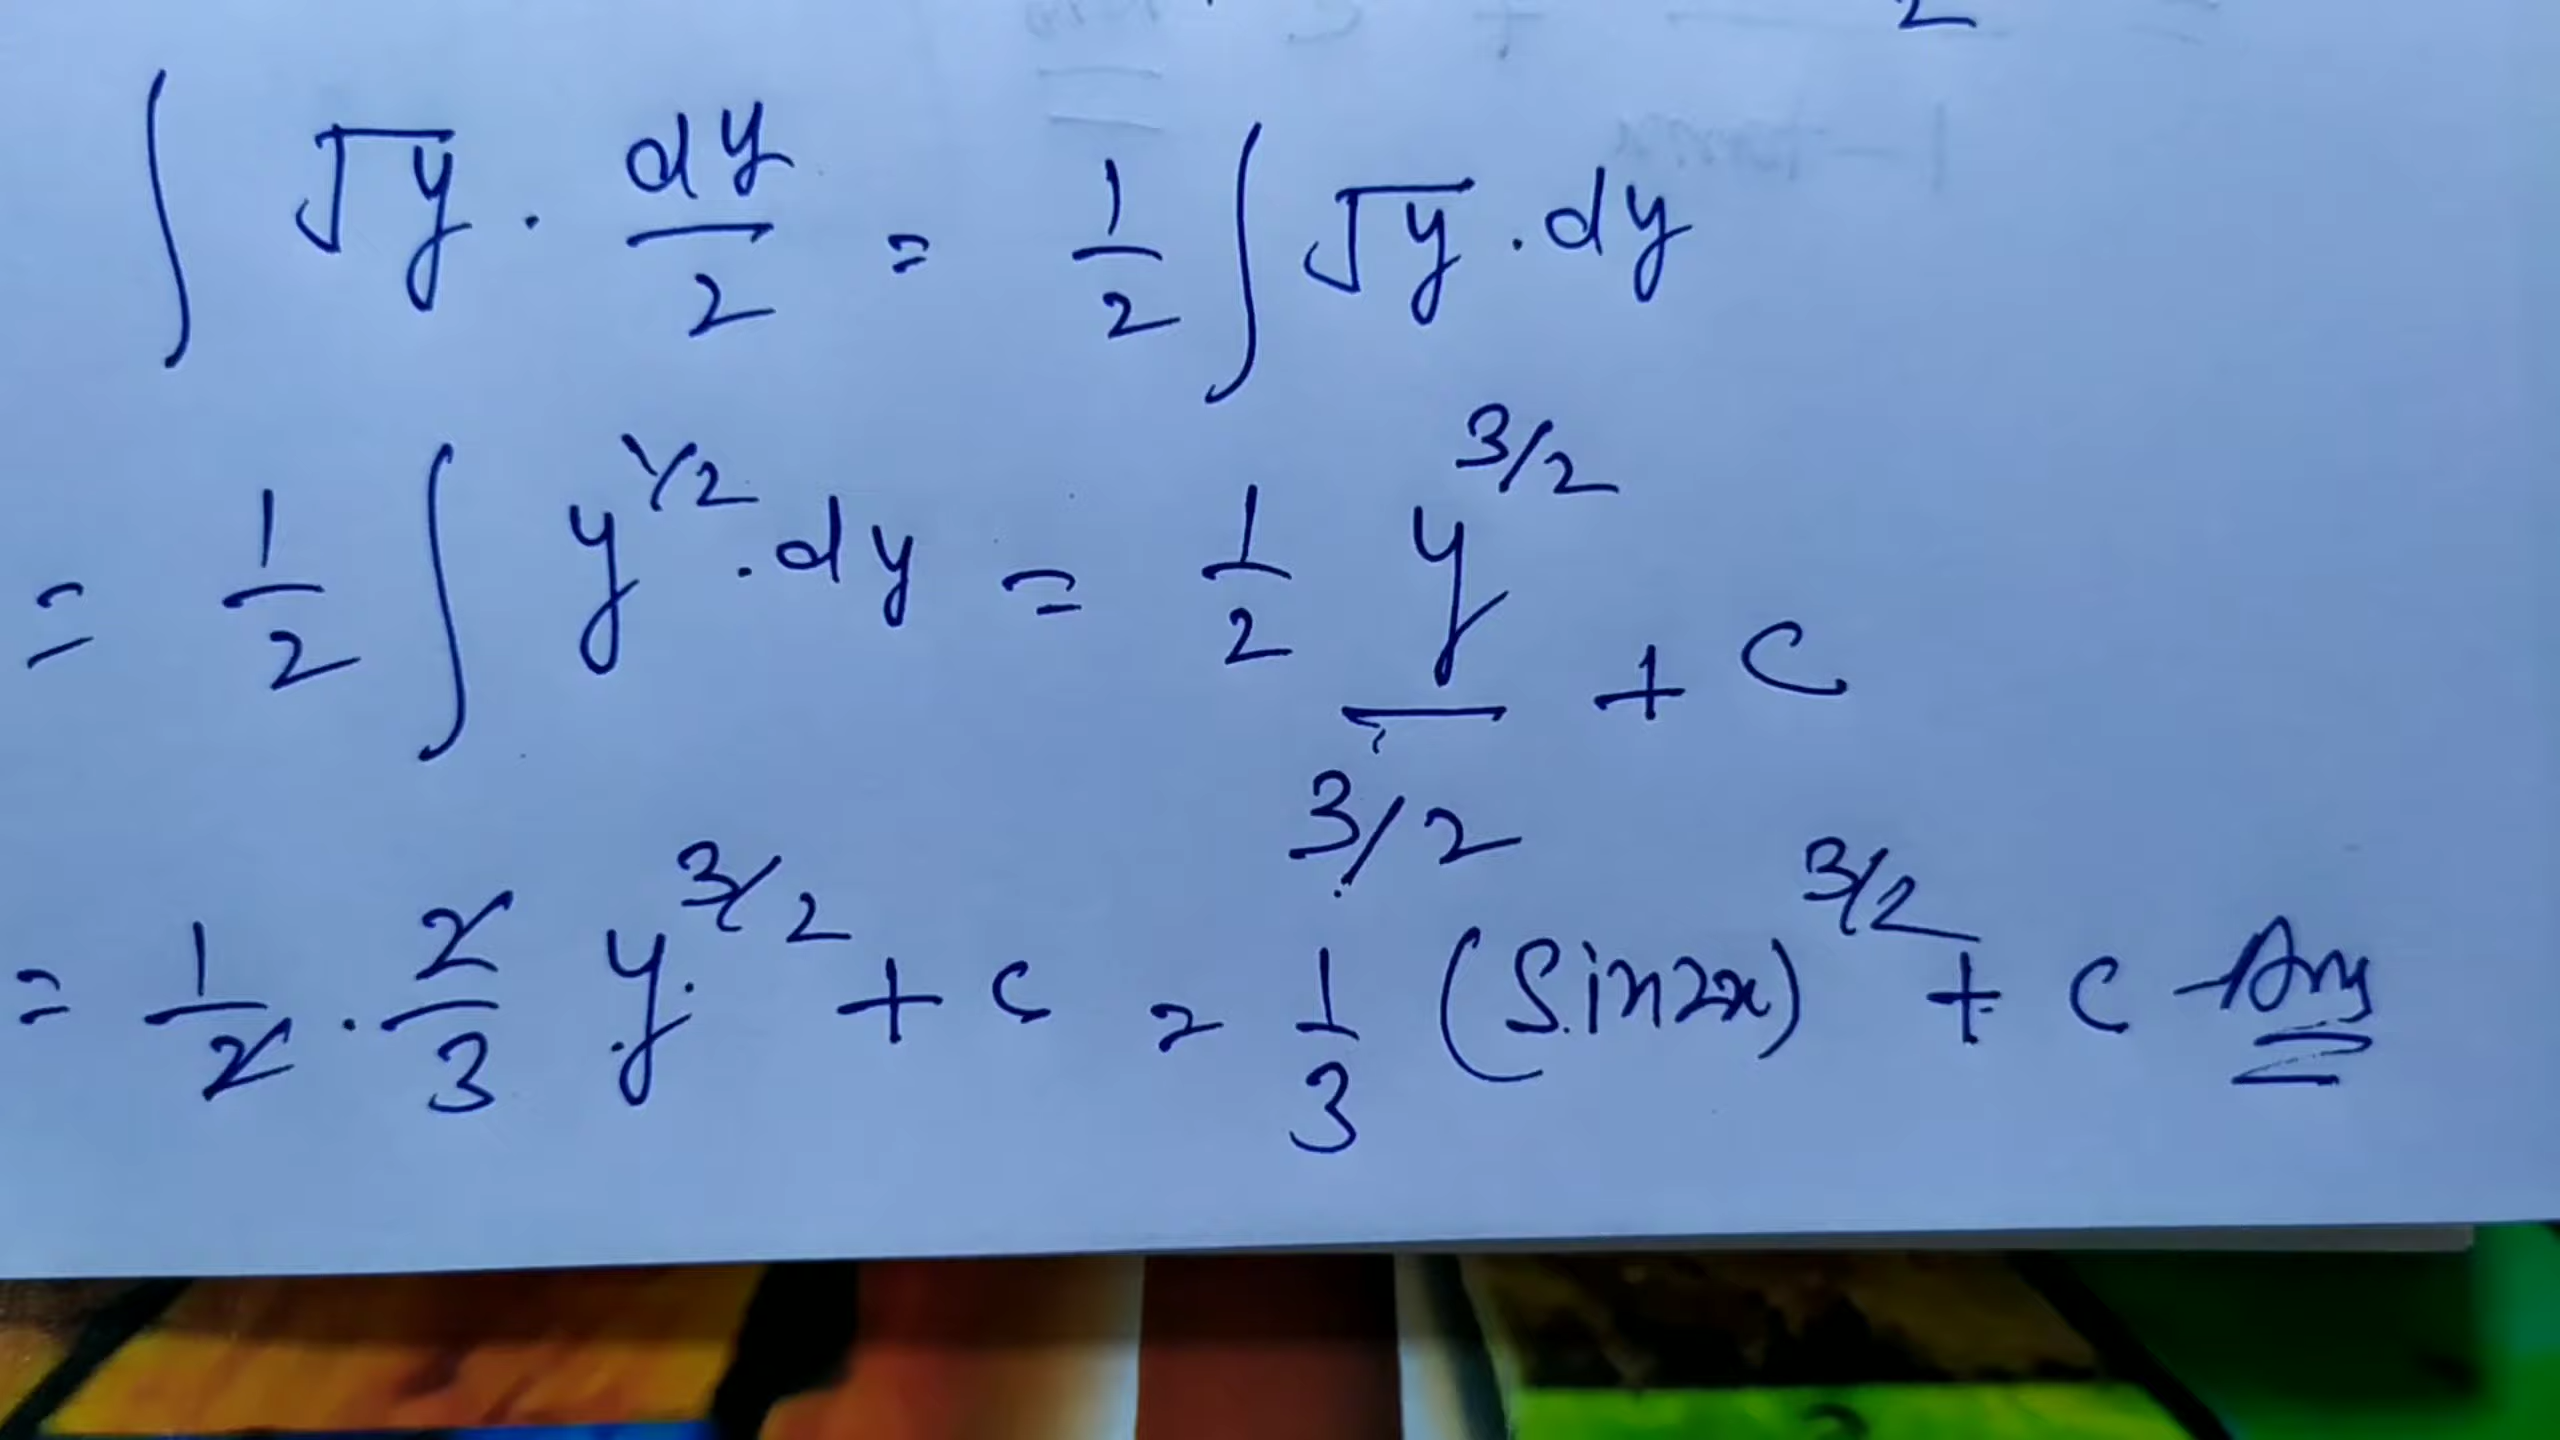 2
∫ √y · dy/2 = 1/2 ∫ √y · dy
= 1/2 ∫ y^1/2 · dy = 1/2 y^3/2 / 3/2 + c
= 1/2 · 2/3 y^3/2 + c = 1/3 (Sin2x)^3/2 + c Ans